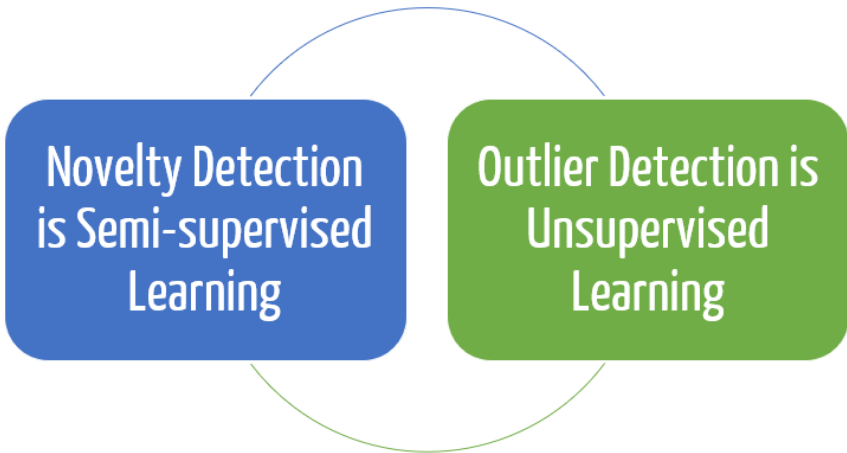 Novelty Detection
is Semi-supervised
Learning
Outlier Detection is
Unsupervised
Learning